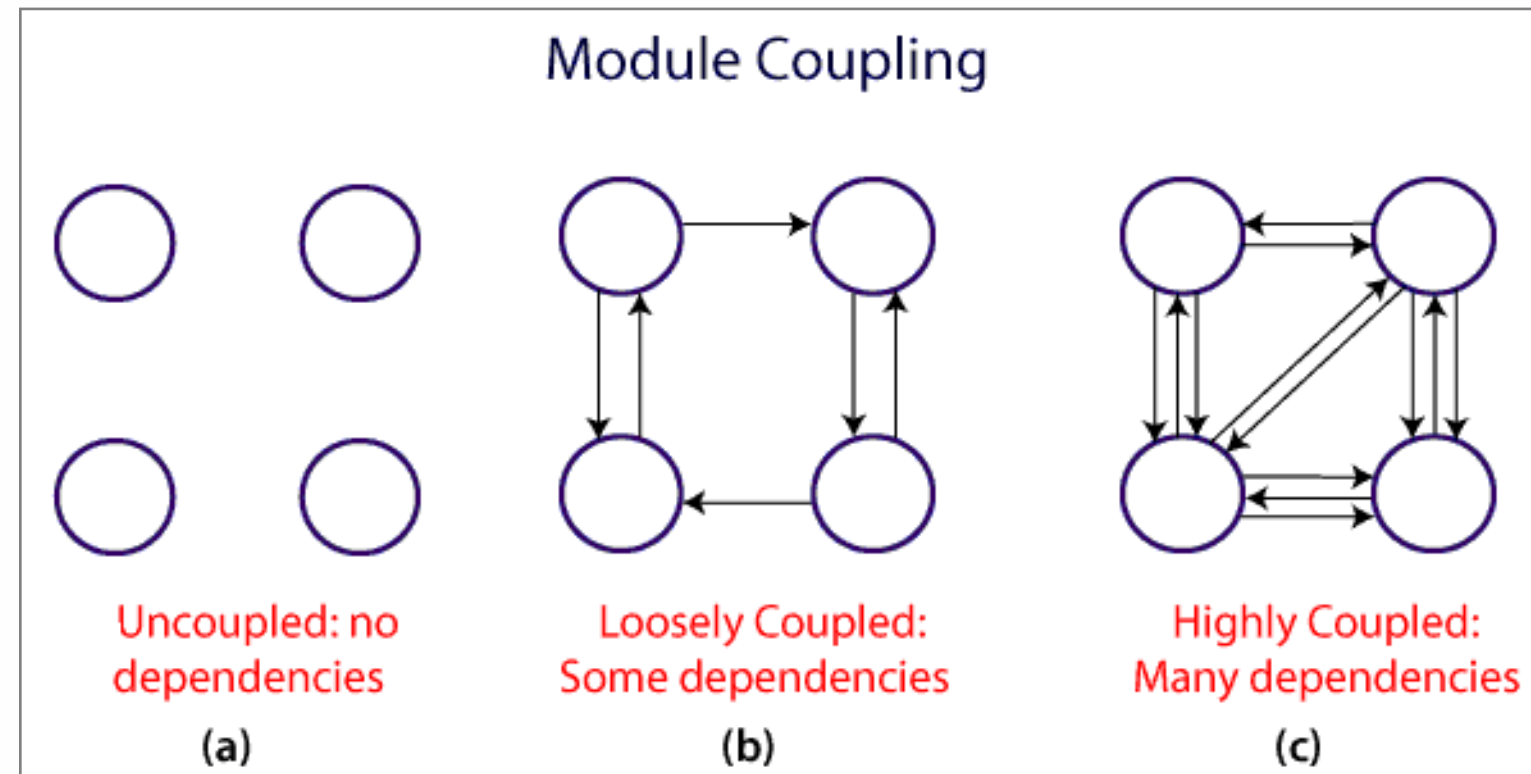 Module Coupling
Uncoupled: no
dependencies
(a)
Loosely Coupled:
Some dependencies
(b)
Highly Coupled:
Many dependencies
(c)